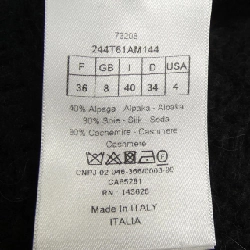 73208
244T61AM144
F GB I D USA
36 8 40 34 4
40% Alpaga - Alpaka - Alpaka
30% Soie - Silk - Seda
30% Cachemire - Cashmere
Cashmere
Made In ITALY
ITALIA